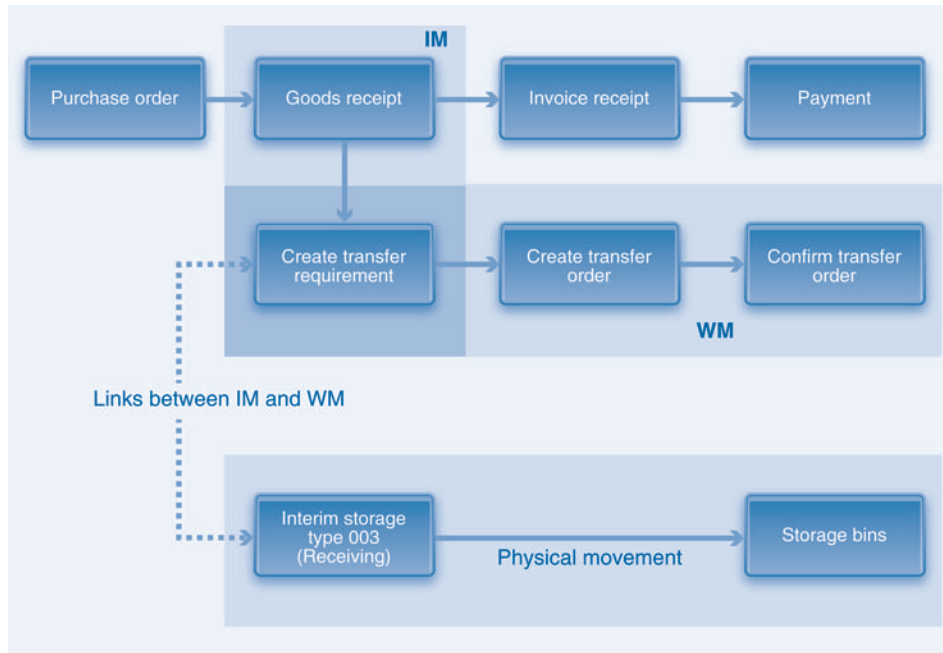 IM
Purchase order
Goods receipt
Invoice receipt
Payment
Create transfer
requirement
Create transfer
order
Confirm transfer
order
WM
Links between IM and WM
Interim storage
type 003
(Receiving)
Physical movement
Storage bins